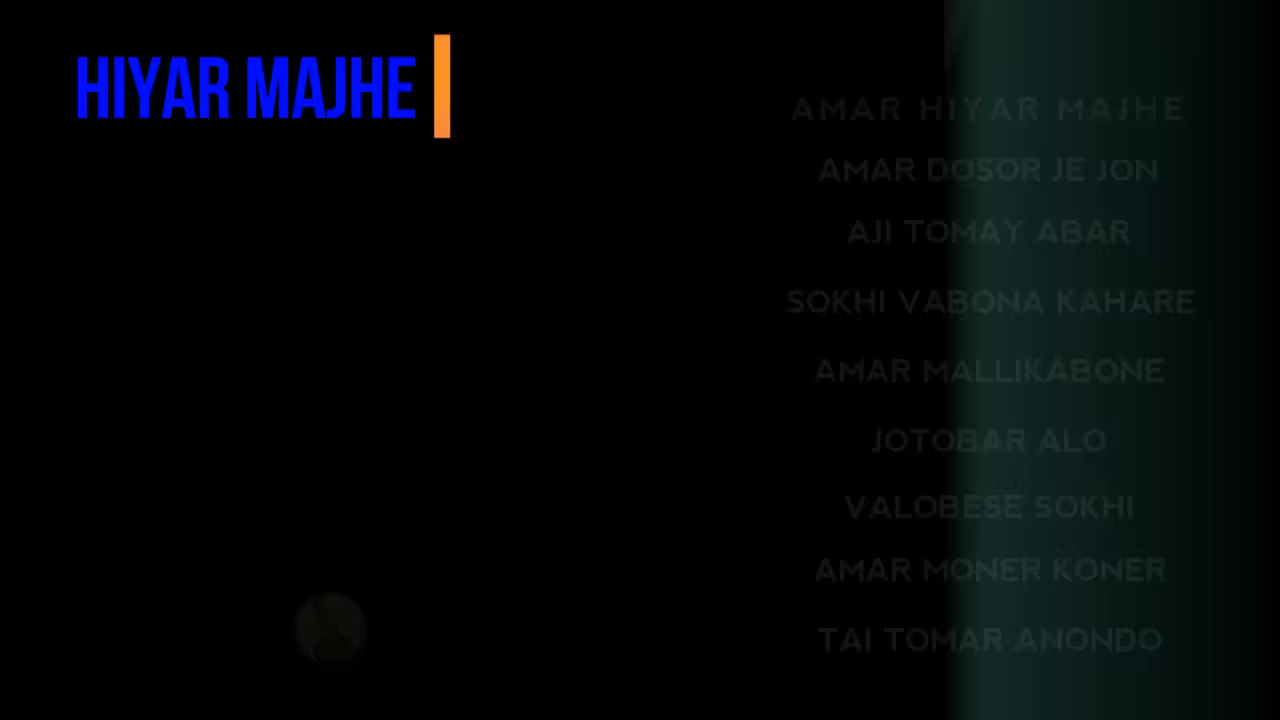 HIYAR MAJHE
AMAR HIYAR MAJHE
AMAR DOSOR JE JON
AJI TOMAY ABAR
SOKHI VABONA KAHARE
AMAR MALLIKABONE
JOTOBAR ALO
VALOBESE SOKHI
AMAR MONER KONER
TAI TOMAR ANONDO